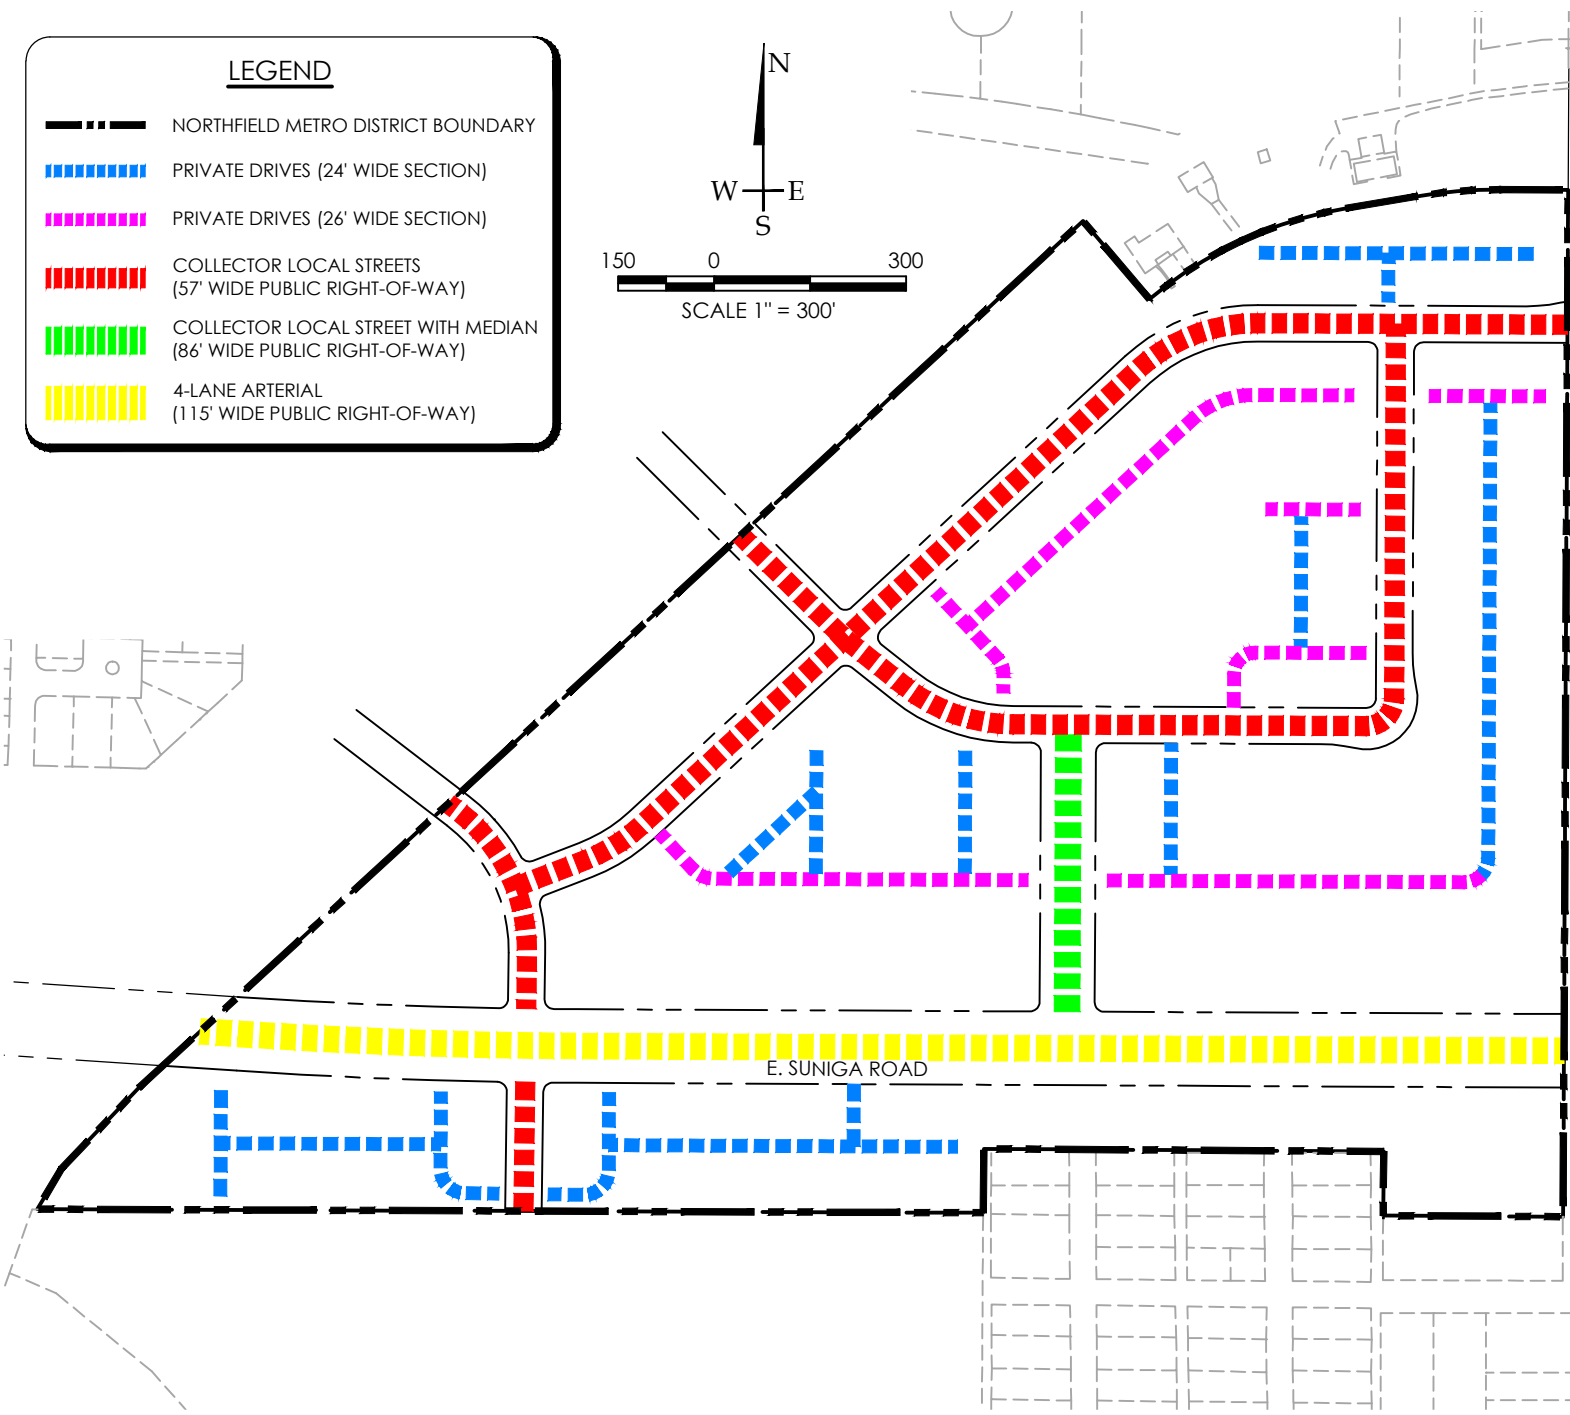 LEGEND
NORTHFIELD METRO DISTRICT BOUNDARY
PRIVATE DRIVES (24' WIDE SECTION)
PRIVATE DRIVES (26' WIDE SECTION)
COLLECTOR LOCAL STREETS
(57' WIDE PUBLIC RIGHT-OF-WAY)
COLLECTOR LOCAL STREET WITH MEDIAN
(86' WIDE PUBLIC RIGHT-OF-WAY)
4-LANE ARTERIAL
(115' WIDE PUBLIC RIGHT-OF-WAY)
N
W E
S
150 0 300
SCALE 1" = 300'
E. SUNIGA ROAD